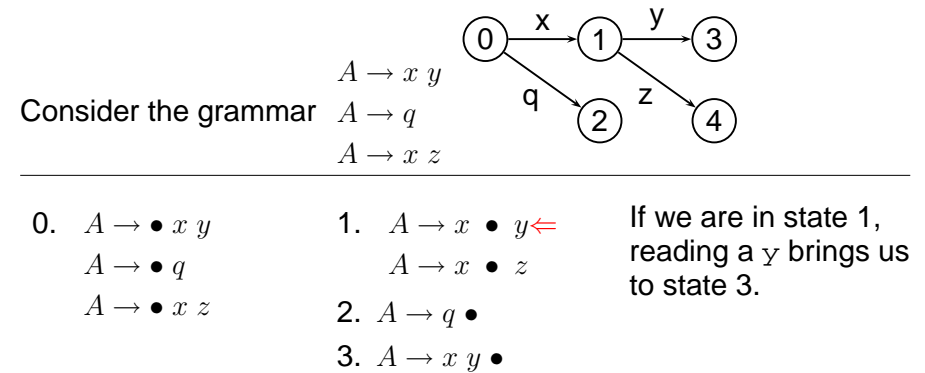 Consider the grammar
A → x y
A → q
A → x z
0 x 1 y 3
q 2 z 4
0. A → • x y
A → • q
A → • x z
1. A → x • y⇐
A → x • z
2. A → q •
3. A → x y •
If we are in state 1,
reading a y brings us
to state 3.